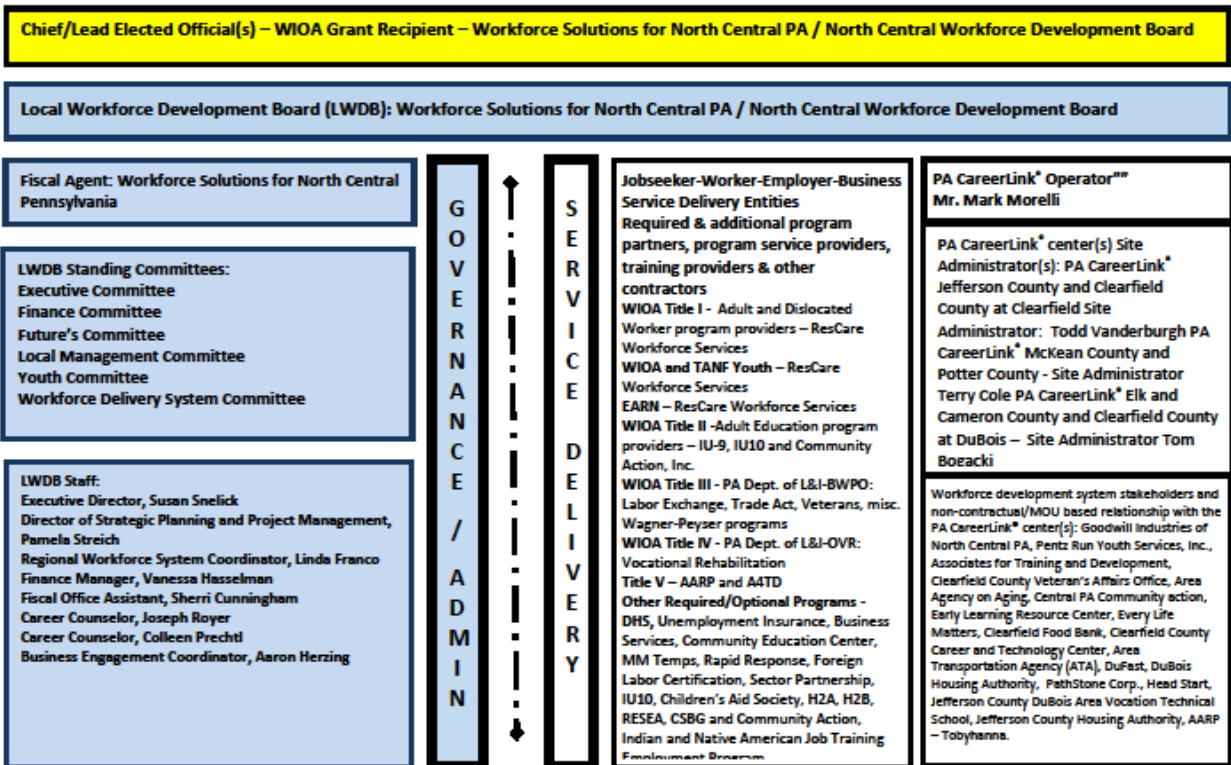 Chief/Lead Elected Official(s) – WIOA Grant Recipient – Workforce Solutions for North Central PA / North Central Workforce Development Board
Local Workforce Development Board (LWDB): Workforce Solutions for North Central PA / North Central Workforce Development Board
Fiscal Agent: Workforce Solutions for North Central
Pennsylvania
LWDB Standing Committees:
Executive Committee
Finance Committee
Future's Committee
Local Management Committee
Youth Committee
Workforce Delivery System Committee
LWDB Staff:
Executive Director, Susan Snelick
Director of Strategic Planning and Project Management,
Pamela Streich
Regional Workforce System Coordinator, Linda Franco
Finance Manager, Vanessa Hasselman
Fiscal Office Assistant, Sherri Cunningham
Career Counselor, Joseph Royer
Career Counselor, Colleen Prechtl
Business Engagement Coordinator, Aaron Herzing
GOVERNANCE / ADMIN
SERVICE DELIVERY
Jobseeker-Worker-Employer-Business
Service Delivery Entities
Required & additional program
partners, program service providers,
training providers & other
contractors
WIOA Title I - Adult and Dislocated
Worker program providers – ResCare
Workforce Services
WIOA and TANF Youth – ResCare
Workforce Services
EARN – ResCare Workforce Services
WIOA Title II -Adult Education program
providers – IU-9, IU10 and Community
Action, Inc.
WIOA Title III - PA Dept. of L&I-BWPO:
Labor Exchange, Trade Act, Veterans, misc.
Wagner-Peyser programs
WIOA Title IV - PA Dept. of L&I-OVR:
Vocational Rehabilitation
Title V – AARP and A4TD
Other Required/Optional Programs -
DHS, Unemployment Insurance, Business
Services, Community Education Center,
MM Temps, Rapid Response, Foreign
Labor Certification, Sector Partnership,
IU10, Children's Aid Society, H2A, H2B,
RESEA, CSBG and Community Action,
Indian and Native American Job Training
Employment Program
PA CareerLink® Operator""
Mr. Mark Morelli
PA CareerLink® center(s) Site
Administrator(s): PA CareerLink®
Jefferson County and Clearfield
County at Clearfield Site
Administrator: Todd Vanderburgh PA
CareerLink® McKean County and
Potter County - Site Administrator
Terry Cole PA CareerLink® Elk and
Cameron County and Clearfield County
at DuBois – Site Administrator Tom
Bogacki
Workforce development system stakeholders and
non-contractual/MOU based relationship with the
PA CareerLink® center(s): Goodwill Industries of
North Central PA, Pentz Run Youth Services, Inc.,
Associates for Training and Development,
Clearfield County Veteran's Affairs Office, Area
Agency on Aging, Central PA Community action,
Early Learning Resource Center, Every Life
Matters, Clearfield Food Bank, Clearfield County
Career and Technology Center, Area
Transportation Agency (ATA), DuFast, DuBois
Housing Authority, PathStone Corp., Head Start,
Jefferson County DuBois Area Vocation Technical
School, Jefferson County Housing Authority, AARP
– Tobyhanna.